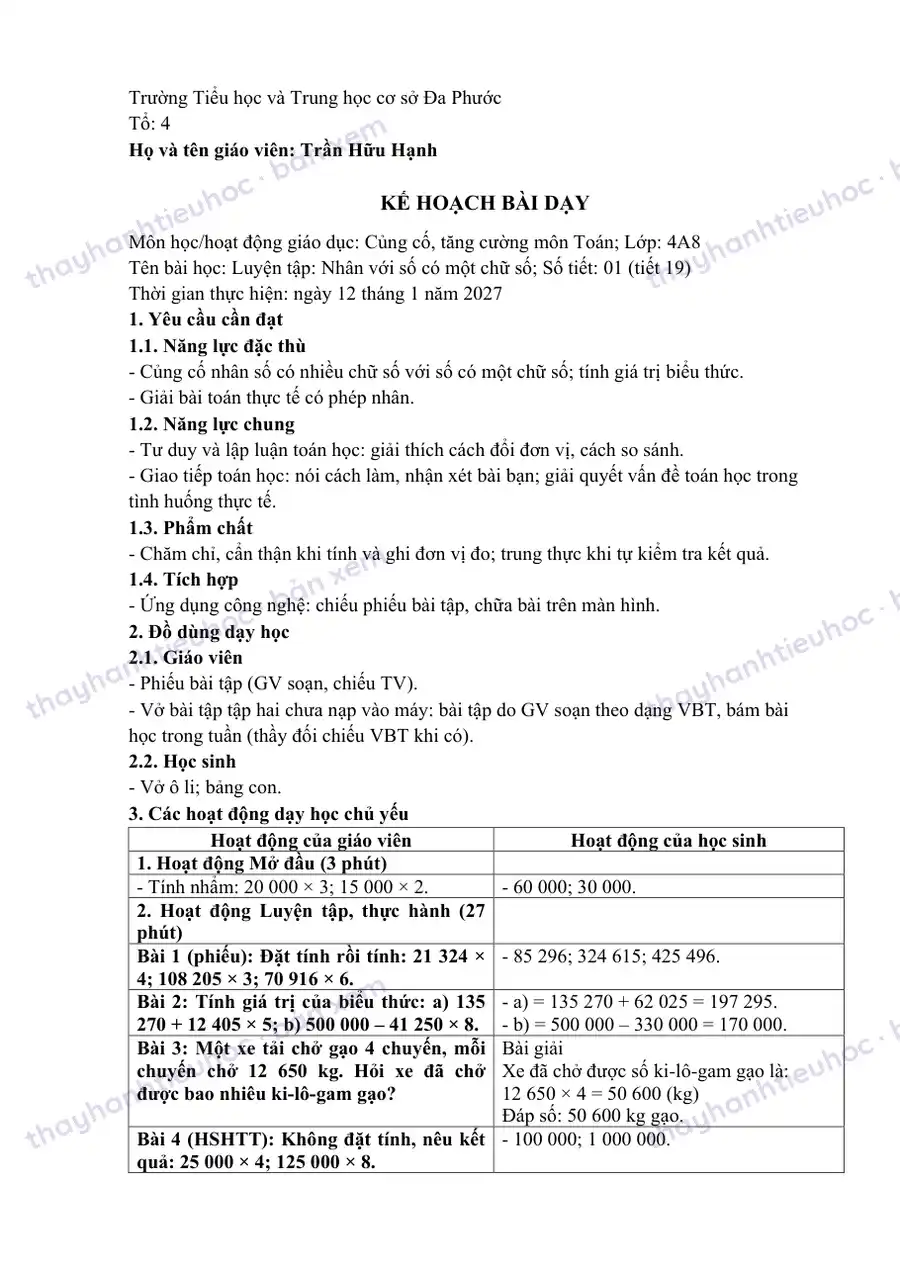 Trường Tiểu học và Trung học cơ sở Đa Phước
Tổ: 4
Họ và tên giáo viên: Trần Hữu Hạnh
KẾ HOẠCH BÀI DẠY
Môn học/hoạt động giáo dục: Củng cố, tăng cường môn Toán; Lớp: 4A8
Tên bài học: Luyện tập: Nhân với số có một chữ số; Số tiết: 01 (tiết 19)
Thời gian thực hiện: ngày 12 tháng 1 năm 2027
1. Yêu cầu cần đạt
1.1. Năng lực đặc thù
- Củng cố nhân số có nhiều chữ số với số có một chữ số; tính giá trị biểu thức.
- Giải bài toán thực tế có phép nhân.
1.2. Năng lực chung
- Tư duy và lập luận toán học: giải thích cách đổi đơn vị, cách so sánh.
- Giao tiếp toán học: nói cách làm, nhận xét bài bạn; giải quyết vấn đề toán học trong
tình huống thực tế.
1.3. Phẩm chất
- Chăm chỉ, cẩn thận khi tính và ghi đơn vị đo; trung thực khi tự kiểm tra kết quả.
1.4. Tích hợp
- Ứng dụng công nghệ: chiếu phiếu bài tập, chữa bài trên màn hình.
2. Đồ dùng dạy học
2.1. Giáo viên
- Phiếu bài tập (GV soạn, chiếu TV).
- Vở bài tập tập hai chưa nạp vào máy: bài tập do GV soạn theo dạng VBT, bám bài
học trong tuần (thầy đối chiếu VBT khi có).
2.2. Học sinh
- Vở ô li; bảng con.
3. Các hoạt động dạy học chủ yếu
Hoạt động của giáo viên
Hoạt động của học sinh
1. Hoạt động Mở đầu (3 phút)
- Tính nhẩm: 20 000 × 3; 15 000 × 2.
- 60 000; 30 000.
2. Hoạt động Luyện tập, thực hành (27
phút)
Bài 1 (phiếu): Đặt tính rồi tính: 21 324 ×
4; 108 205 × 3; 70 916 × 6.
- 85 296; 324 615; 425 496.
Bài 2: Tính giá trị của biểu thức: a) 135
270 + 12 405 × 5; b) 500 000 – 41 250 × 8.
- a) = 135 270 + 62 025 = 197 295.
- b) = 500 000 – 330 000 = 170 000.
Bài 3: Một xe tải chở gạo 4 chuyến, mỗi
chuyến chở 12 650 kg. Hỏi xe đã chở
được bao nhiêu ki-lô-gam gạo?
Bài giải
Xe đã chở được số ki-lô-gam gạo là:
12 650 × 4 = 50 600 (kg)
Đáp số: 50 600 kg gạo.
Bài 4 (HSHTT): Không đặt tính, nêu kết
quả: 25 000 × 4; 125 000 × 8.
- 100 000; 1 000 000.
thayhanhtieuhoc · bản xem
thayhanhtieuhoc · b
thayhanhtieuhoc · bản xem
thayhanhtieuhoc · b
thayhanhtieuhoc · bản xem
thayhanhtieuhoc · b